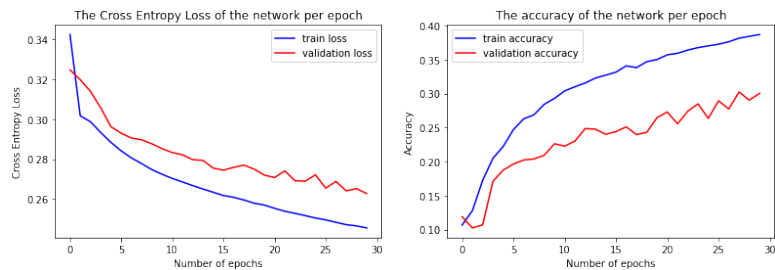 The Cross Entropy Loss of the network per epoch
train loss
validation loss
0.34
0.32
0.30
0.28
0.26
Cross Entropy Loss
0 5 10 15 20 25 30
Number of epochs
The accuracy of the network per epoch
train accuracy
validation accuracy
0.40
0.35
0.30
0.25
0.20
0.15
0.10
Accuracy
0 5 10 15 20 25 30
Number of epochs